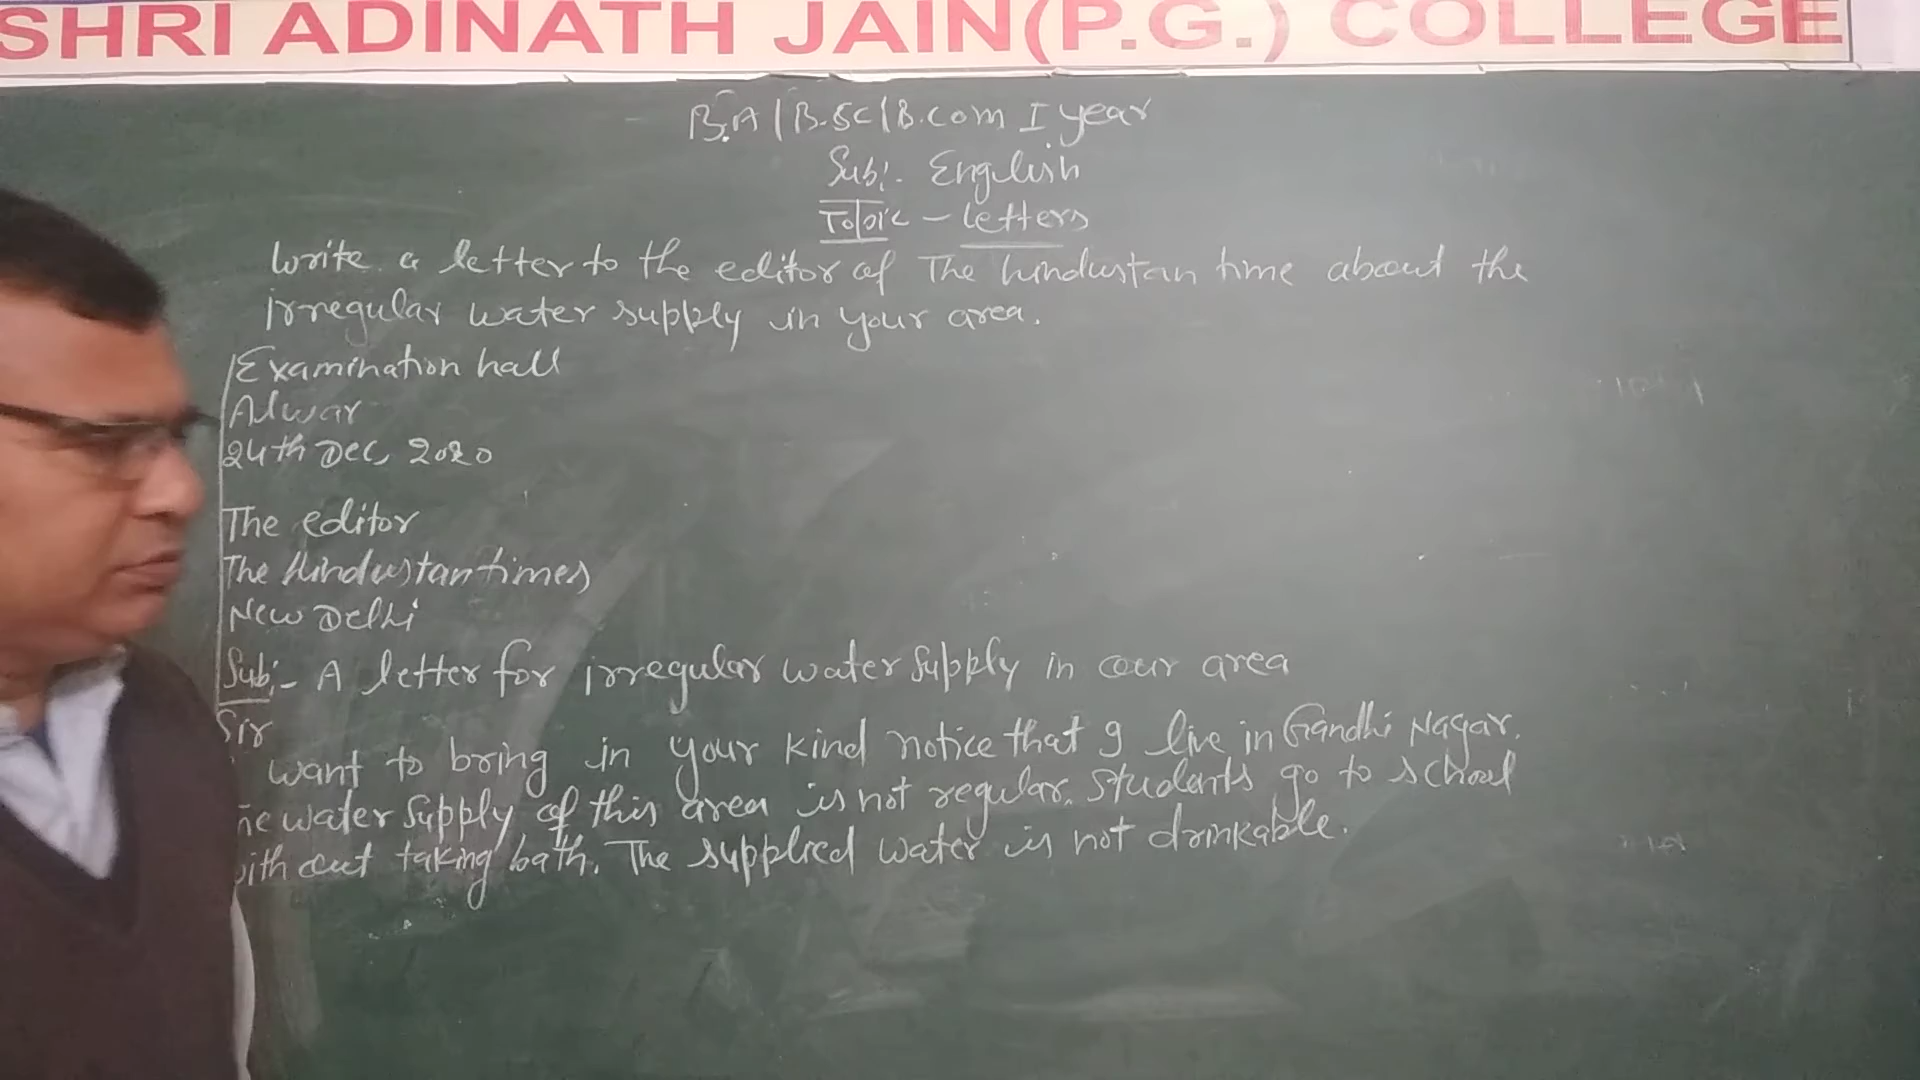 SHRI ADINATH JAIN(P.G.) COLLEGE
B.A | B.Sc | B.com I year
Sub:- English
Topic - Letters
Write a letter to the editor of The hindustan time about the
irregular water supply in your area.
Examination hall
Alwar
24th Dec, 2020
The editor
The Hindustan times
New Delhi
Sub:- A letter for irregular water supply in our area
Sir
want to bring in your kind notice that I live in Gandhi Nagar.
he water supply of this area is not regular. Students go to school
ithout taking bath. The supplied water is not drinkable.